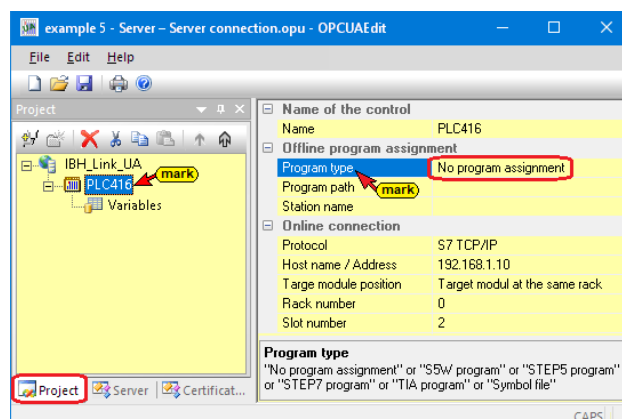 example 5 - Server – Server connection.opu - OPCUAEdit
File Edit Help
Project
Name of the control
Name PLC416
Offline program assignment
Program type No program assignment
Program path
Station name
Online connection
Protocol S7 TCP/IP
Host name / Address 192.168.1.10
Targe module position Target modul at the same rack
Rack number 0
Slot number 2
IBH_Link_UA
PLC416 mark
Variables
mark
Program type
"No program assignment" or "S5W program" or "STEP5 program"
or "STEP7 program" or "TIA program" or "Symbol file"
Project Server Certificat...
CAPS